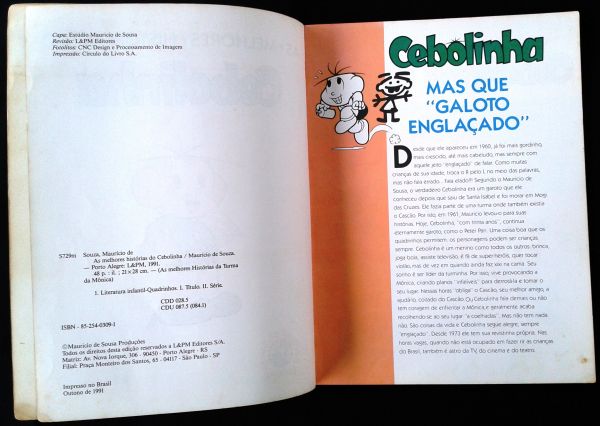 Capa: Estúdio Mauricio de Sousa
Revisão: L&PM Editores
Fotolitos: CNC Design e Processamento de Imagem
Impressão: Círculo do Livro S.A.
S729m Souza, Maurício de
As melhores histórias do Cebolinha / Mauricio de Souza.
— Porto Alegre: L&PM, 1991.
48 p. : il. ; 21×28 cm. — (As melhores Histórias da Turma
da Mônica)
1. Literatura infantil-Quadrinhos. I. Título. II. Série.
CDD 028.5
CDU 087.5 (084.1)
ISBN - 85-254-0309-1
©Mauricio de Sousa Produções
Todos os direitos desta edição reservados a L&PM Editores S/A.
Matriz: Av. Nova Iorque, 306 - 90450 - Porto Alegre - RS
Filial: Praça Monteiro dos Santos, 65 - 04117 - São Paulo - SP
Impresso no Brasil
Outono de 1991
Cebolinha
MAS QUE
"GALOTO
ENGLAÇADO"
Desde que ele apareceu em 1960, já foi mais gordinho,
mais crescido, até mais cabeludo, mas sempre com
aquele jeito "englaçado" de falar. Como muitas
crianças de sua idade, troca o R pelo L no meio das palavras,
mas não fala errado... fala elado!!! Segundo o Mauricio de
Sousa, o verdadeiro Cebolinha era um garoto que ele
conheceu depois que saiu de Santa Isabel e foi morar em Mogi
das Cruzes. Ele fazia parte de uma turma onde também existia
o Cascão. Por isto, em 1961, Mauricio levou-o para suas
histórias. Hoje, Cebolinha, "com trinta anos", continua
eternamente garoto, como o Peter Pan. Uma coisa boa que os
quadrinhos permitem: os personagens podem ser crianças
sempre. Cebolinha é um menino como todos os outros, brinca,
joga bola, assiste televisão, é fã de super-heróis, quer tocar
violão, mas de vez em quando ainda faz xixi na cama. Seu
sonho é ser líder da turminha. Por isso, vive provocando a
Mônica, criando planos "infalíveis" para derrotá-la e tomar o
seu lugar. Nessas horas "obliga" o Cascão, seu melhor amigo, a
ajudá-lo, coitado do Cascão. Ou Cebolinha fala demais ou não
tem coragem de enfrentar a Mônica, e geralmente acaba
recolhendo-se ao seu lugar "a coelhadas". Mas não tem nada
não. São coisas da vida e Cebolinha segue alegre, sempre
"englaçado". Desde 1973 ele tem sua revistinha própria. Nas
horas vagas, quando não está ocupado em fazer rir as crianças
do Brasil, também é astro da TV, do cinema e do teatro.